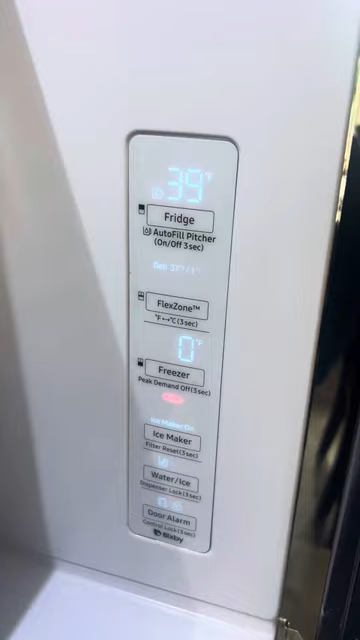 39°F
Fridge
AutoFill Pitcher
(On/Off 3sec)
FlexZone™
°F↔°C(3sec)
0°F
Freezer
Peak Demand Off(3sec)
Ice Maker On
Ice Maker
Filter Reset(3sec)
Water/Ice
Dispenser Lock(3sec)
Door Alarm
Control Lock(3sec)
Bixby